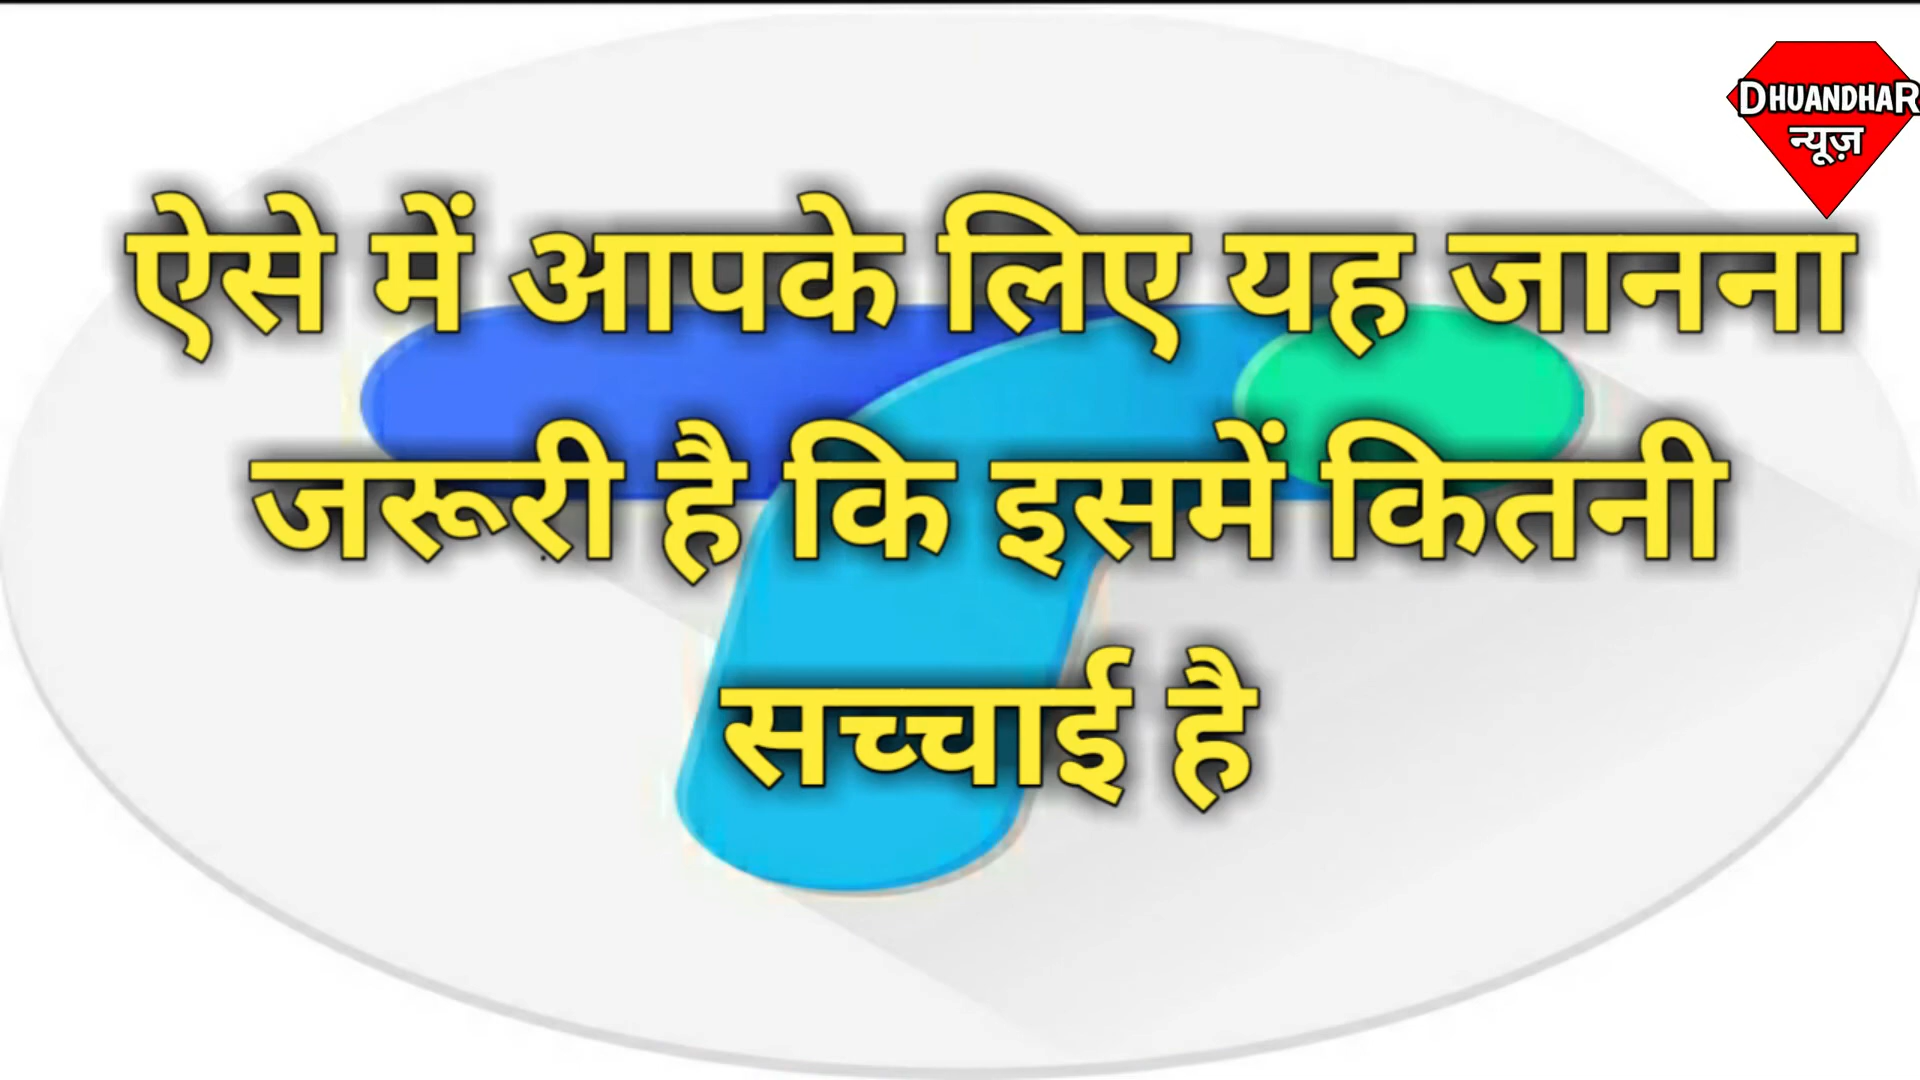 DHUANDHAR
न्यूज़
ऐसे में आपके लिए यह जानना
जरूरी है कि इसमें कितनी
सच्चाई है